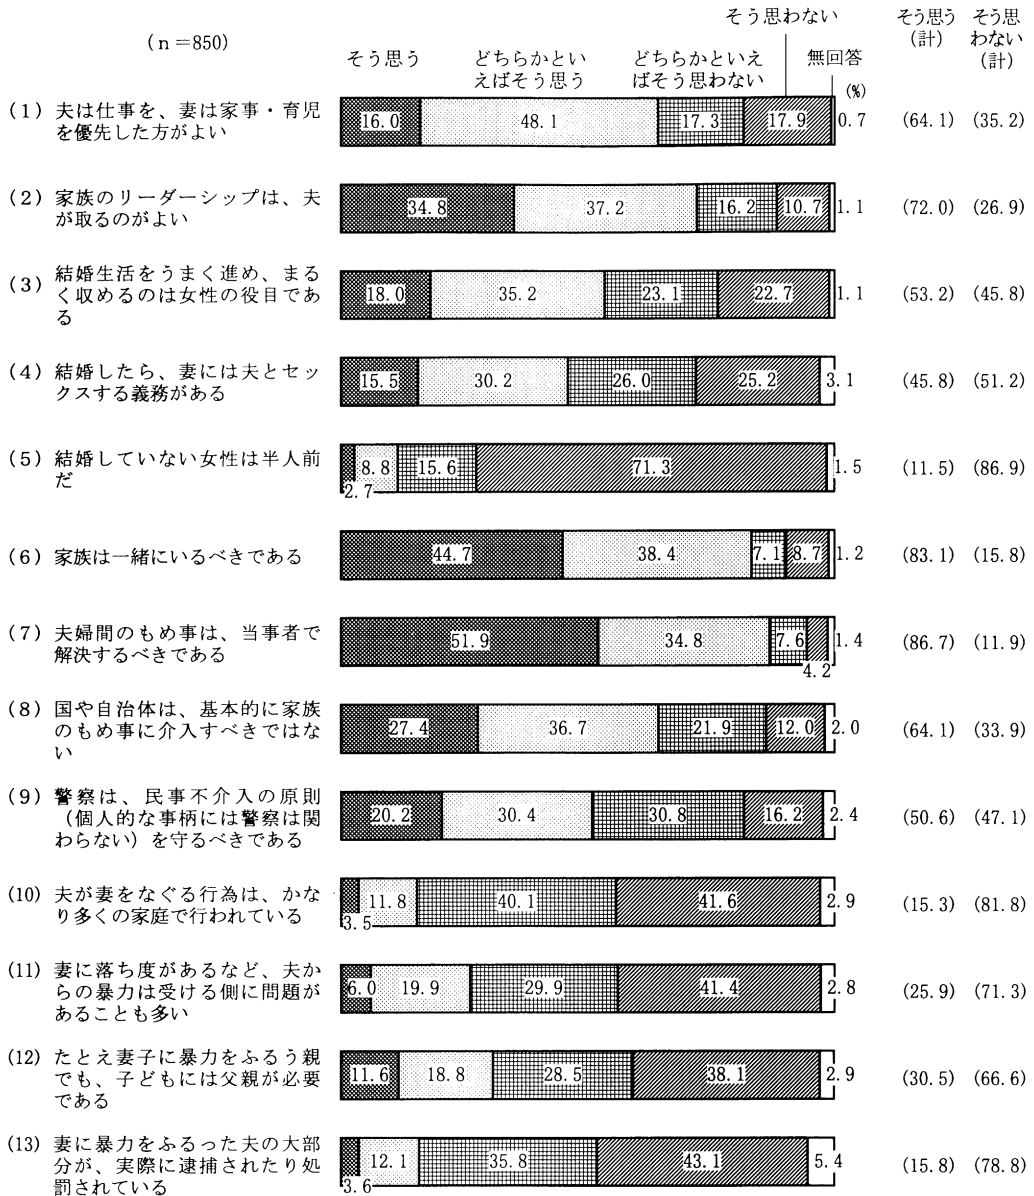 そう思わない
そう思う そう思
(ｎ＝850)
(計) わない
そう思う どちらかとい どちらかといえ 無回答
(計)
えばそう思う ばそう思わない
(%)
(1) 夫は仕事を、妻は家事・育児
を優先した方がよい
16.0 48.1 17.3 17.9 0.7 (64.1) (35.2)
(2) 家族のリーダーシップは、夫
が取るのがよい
34.8 37.2 16.2 10.7 1.1 (72.0) (26.9)
(3) 結婚生活をうまく進め、まる
く収めるのは女性の役目であ
る
18.0 35.2 23.1 22.7 1.1 (53.2) (45.8)
(4) 結婚したら、妻には夫とセッ
クスする義務がある
15.5 30.2 26.0 25.2 3.1 (45.8) (51.2)
(5) 結婚していない女性は半人前
だ
2.7 8.8 15.6 71.3 1.5 (11.5) (86.9)
(6) 家族は一緒にいるべきである
44.7 38.4 7.1 8.7 1.2 (83.1) (15.8)
(7) 夫婦間のもめ事は、当事者で
解決するべきである
51.9 34.8 7.6 4.2 1.4 (86.7) (11.9)
(8) 国や自治体は、基本的に家族
のもめ事に介入すべきではな
い
27.4 36.7 21.9 12.0 2.0 (64.1) (33.9)
(9) 警察は、民事不介入の原則
（個人的な事柄には警察は関
わらない）を守るべきである
20.2 30.4 30.8 16.2 2.4 (50.6) (47.1)
(10) 夫が妻をなぐる行為は、かな
り多くの家庭で行われている
3.5 11.8 40.1 41.6 2.9 (15.3) (81.8)
(11) 妻に落ち度があるなど、夫か
らの暴力は受ける側に問題が
あることも多い
6.0 19.9 29.9 41.4 2.8 (25.9) (71.3)
(12) たとえ妻子に暴力をふるう親
でも、子どもには父親が必要
である
11.6 18.8 28.5 38.1 2.9 (30.5) (66.6)
(13) 妻に暴力をふるった夫の大部
分が、実際に逮捕されたり処
罰されている
3.6 12.1 35.8 43.1 5.4 (15.8) (78.8)